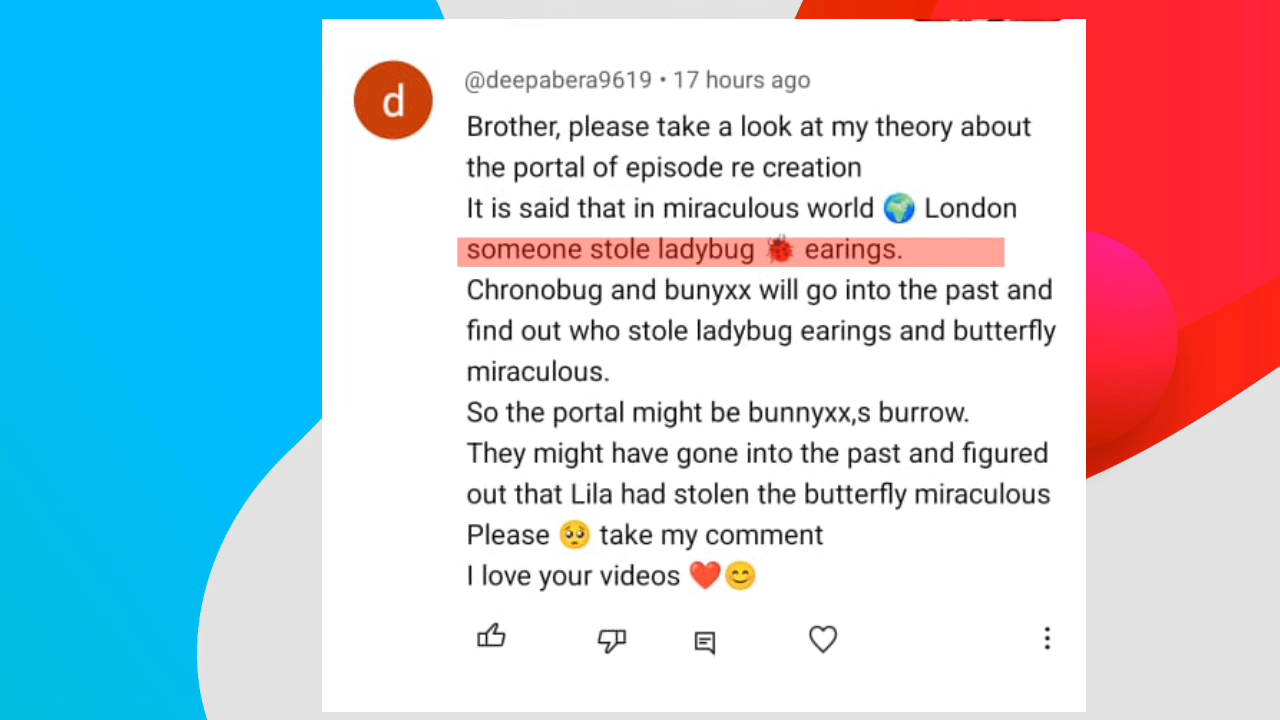 d
@deepabera9619 • 17 hours ago
Brother, please take a look at my theory about
the portal of episode re creation
It is said that in miraculous world 🌍 London
someone stole ladybug 🐞 earings.
Chronobug and bunyxx will go into the past and
find out who stole ladybug earings and butterfly
miraculous.
So the portal might be bunnyxx,s burrow.
They might have gone into the past and figured
out that Lila had stolen the butterfly miraculous
Please 🥺 take my comment
I love your videos ❤️😊